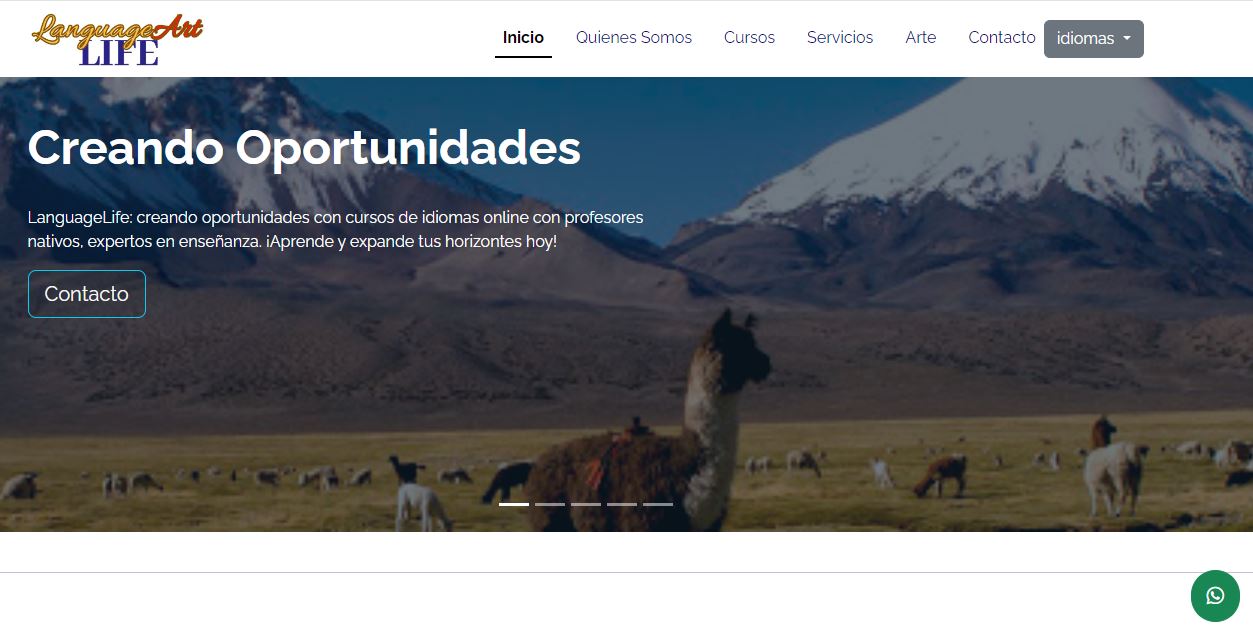 LanguageArt
LIFE
Inicio
Quienes Somos
Cursos
Servicios
Arte
Contacto
idiomas
Creando Oportunidades
LanguageLife: creando oportunidades con cursos de idiomas online con profesores
nativos, expertos en enseñanza. ¡Aprende y expande tus horizontes hoy!
Contacto